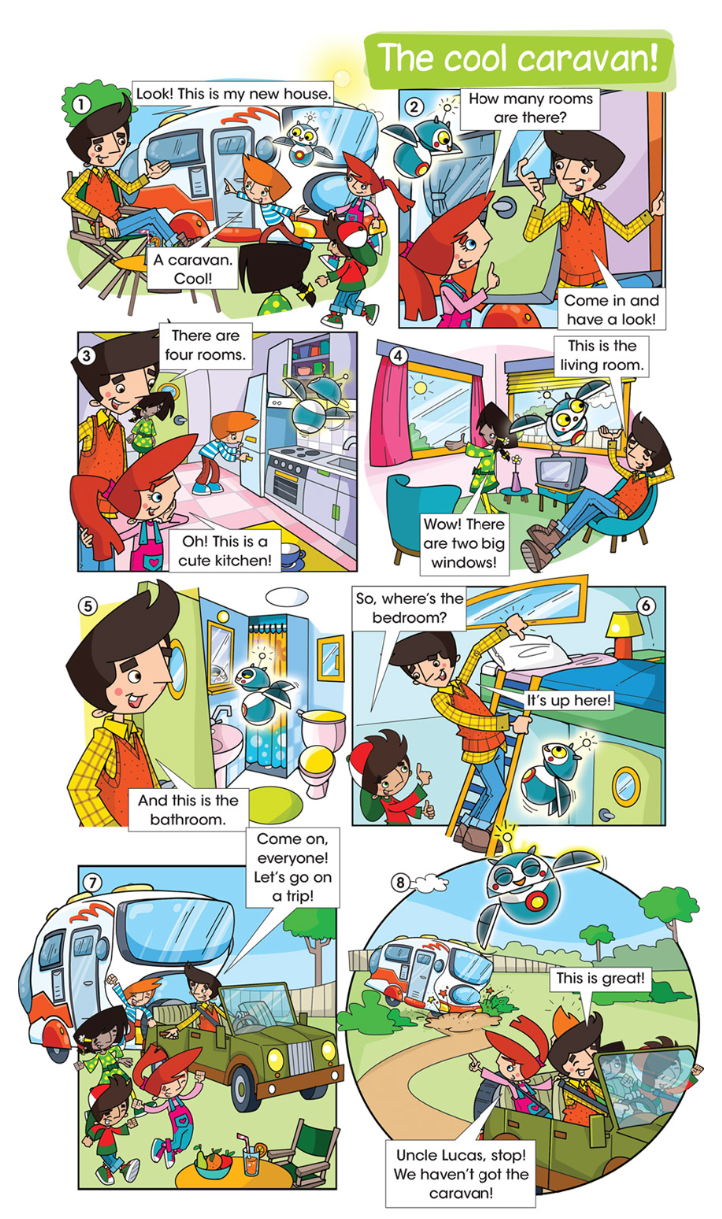 The cool caravan!
1
Look! This is my new house.
A caravan.
Cool!
2
How many rooms
are there?
Come in and
have a look!
3
There are
four rooms.
Oh! This is a
cute kitchen!
4
This is the
living room.
Wow! There
are two big
windows!
5
And this is the
bathroom.
6
So, where's the
bedroom?
It's up here!
7
Come on,
everyone!
Let's go on
a trip!
8
This is great!
Uncle Lucas, stop!
We haven't got the
caravan!